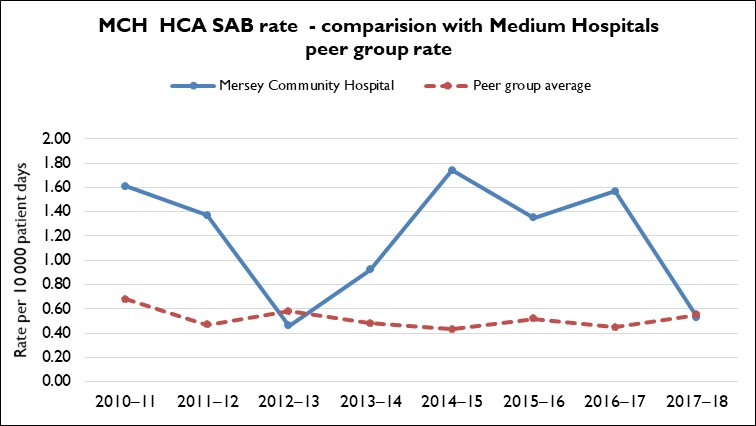 MCH HCA SAB rate - comparision with Medium Hospitals
peer group rate
Mersey Community Hospital
Peer group average
Rate per 10 000 patient days
2.00
1.80
1.60
1.40
1.20
1.00
0.80
0.60
0.40
0.20
0.00
2010–11 2011–12 2012–13 2013–14 2014–15 2015–16 2016–17 2017–18